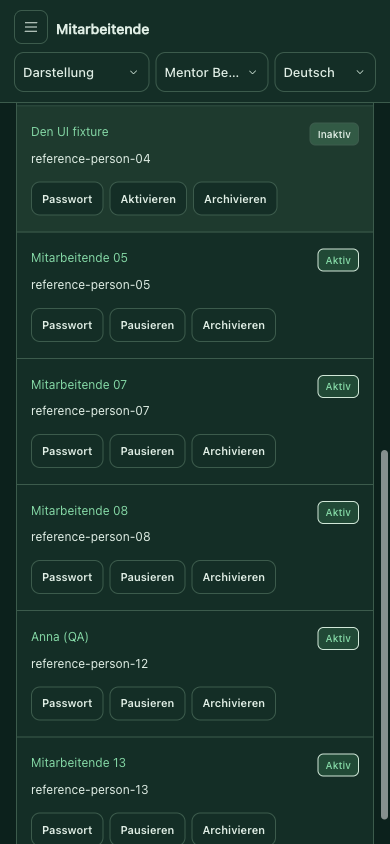 Mitarbeitende
Darstellung Mentor Be... Deutsch
Den UI fixture Inaktiv
reference-person-04
Passwort Aktivieren Archivieren
Mitarbeitende 05 Aktiv
reference-person-05
Passwort Pausieren Archivieren
Mitarbeitende 07 Aktiv
reference-person-07
Passwort Pausieren Archivieren
Mitarbeitende 08 Aktiv
reference-person-08
Passwort Pausieren Archivieren
Anna (QA) Aktiv
reference-person-12
Passwort Pausieren Archivieren
Mitarbeitende 13 Aktiv
reference-person-13
Passwort Pausieren Archivieren